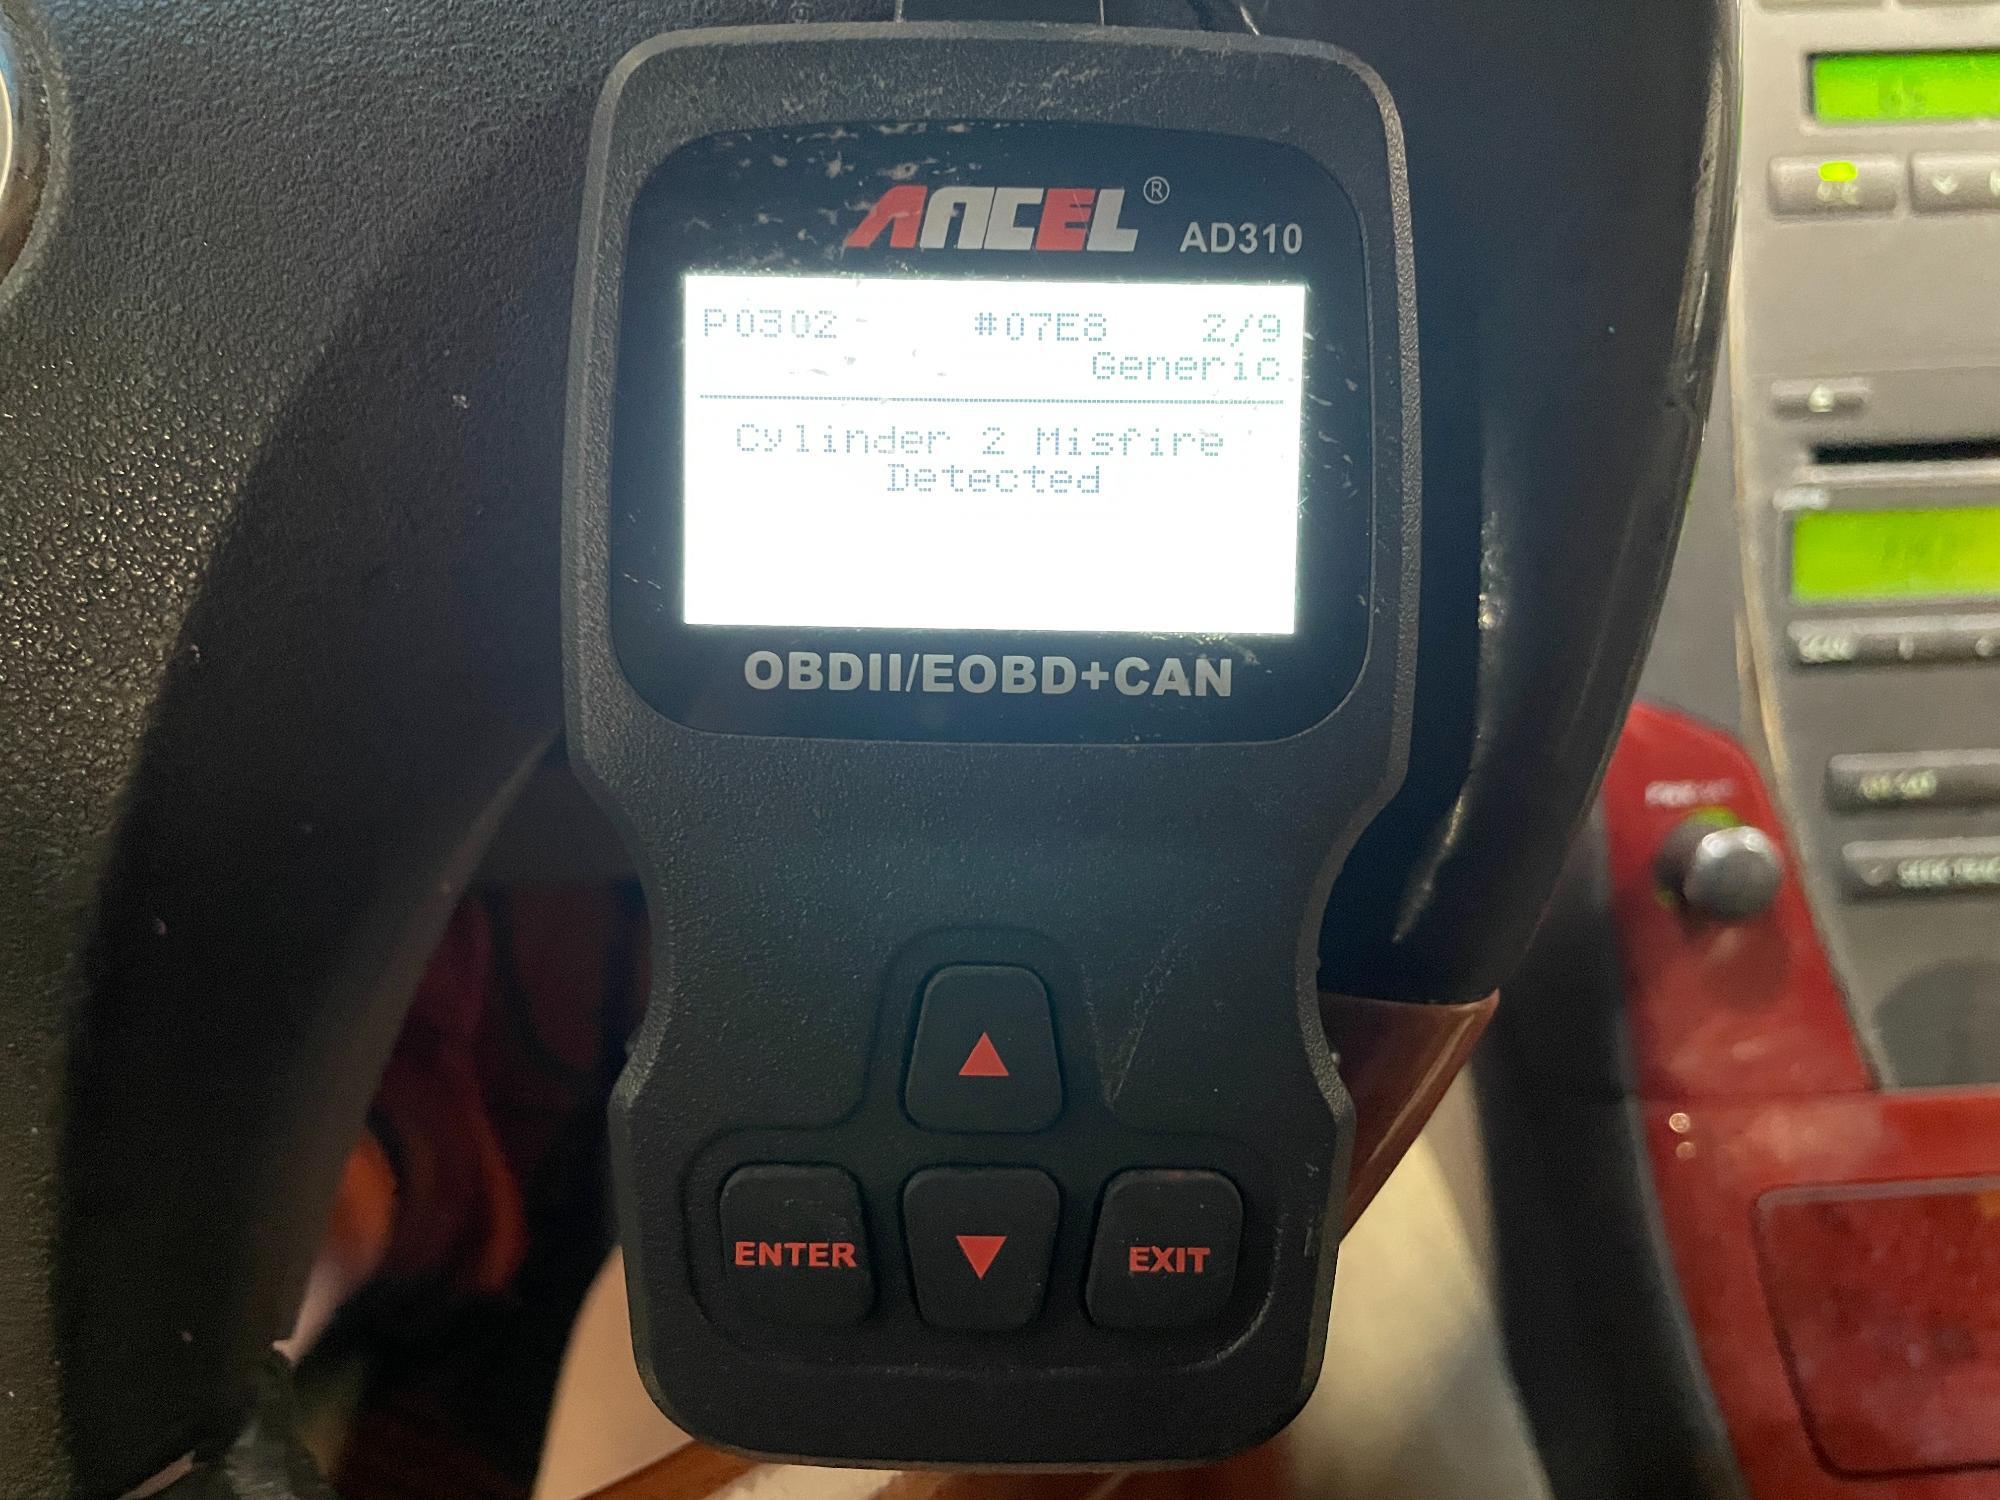 ANCEL® AD310
P0302 #07E8 2/9
Generic
Cylinder 2 Misfire
Detected
OBDII/EOBD+CAN
▲
ENTER ▼ EXIT